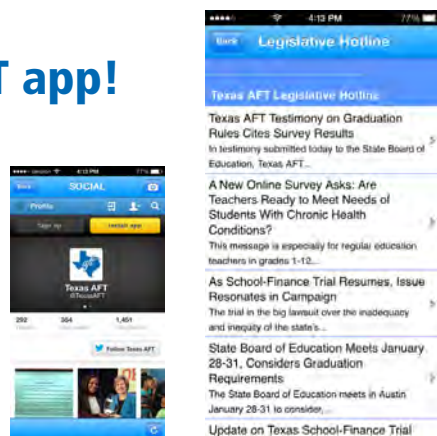 T app!
4:13 PM
77%
Back
Legislative Hotline
Texas AFT Legislative Hotline
Texas AFT Testimony on Graduation
Rules Cites Survey Results
In testimony submitted today to the State Board of
Education, Texas AFT...
A New Online Survey Asks: Are
Teachers Ready to Meet Needs of
Students With Chronic Health
Conditions?
This message is especially for regular education
teachers in grades 1-12...
As School-Finance Trial Resumes, Issue
Resonates in Campaign
The trial in the big lawsuit over the inadequacy
and inequity of the state's...
State Board of Education Meets January
28-31, Considers Graduation
Requirements
The State Board of Education meets in Austin
January 28-31 to consider...
Update on Texas School-Finance Trial
4:13 PM
77%
Back
SOCIAL
Profile
Sign up
Install app
Texas AFT
@TexasAFT
292
364
1,451
Follow Texas AFT